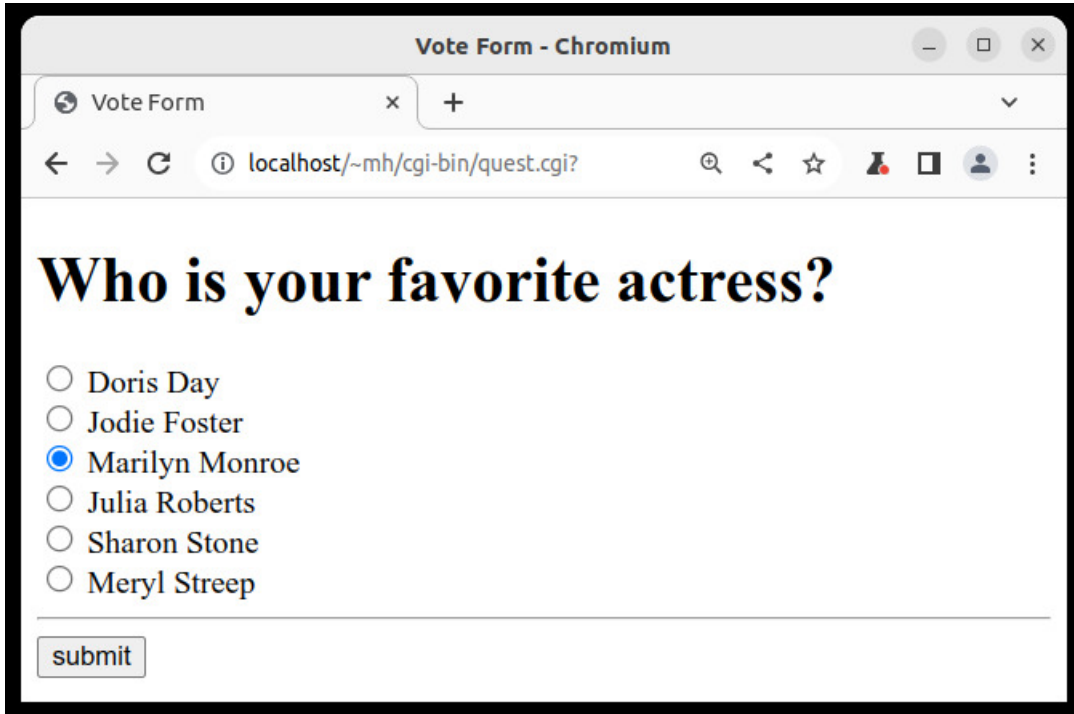 Vote Form - Chromium
Vote Form
localhost/~mh/cgi-bin/quest.cgi?
Who is your favorite actress?
Doris Day
Jodie Foster
Marilyn Monroe
Julia Roberts
Sharon Stone
Meryl Streep
submit